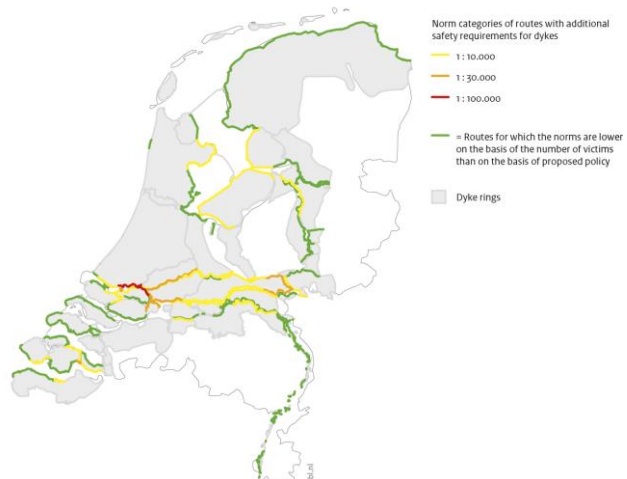 Norm categories of routes with additional
safety requirements for dykes
1 : 10.000
1 : 30.000
1 : 100.000
= Routes for which the norms are lower
on the basis of the number of victims
than on the basis of proposed policy
Dyke rings
bl.nl